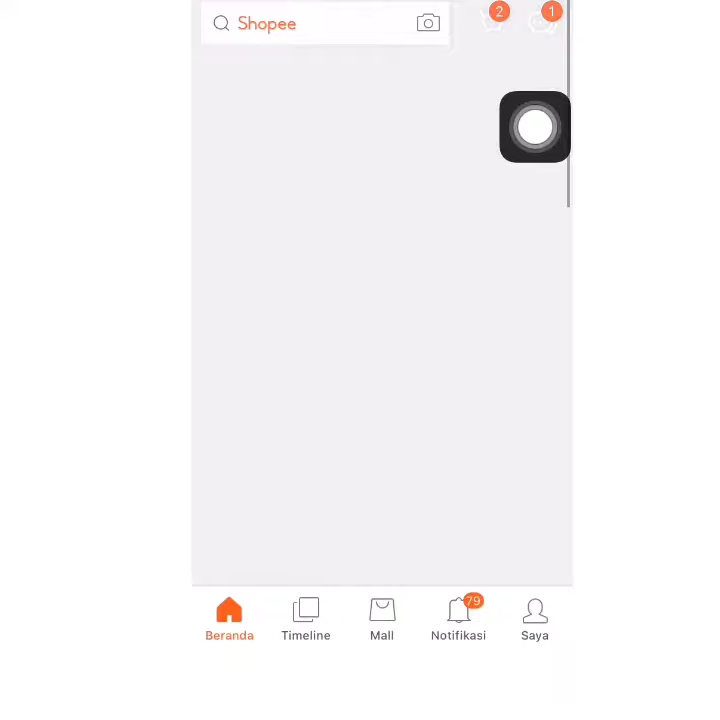 Shopee
2
1
79
Beranda
Timeline
Mall
Notifikasi
Saya